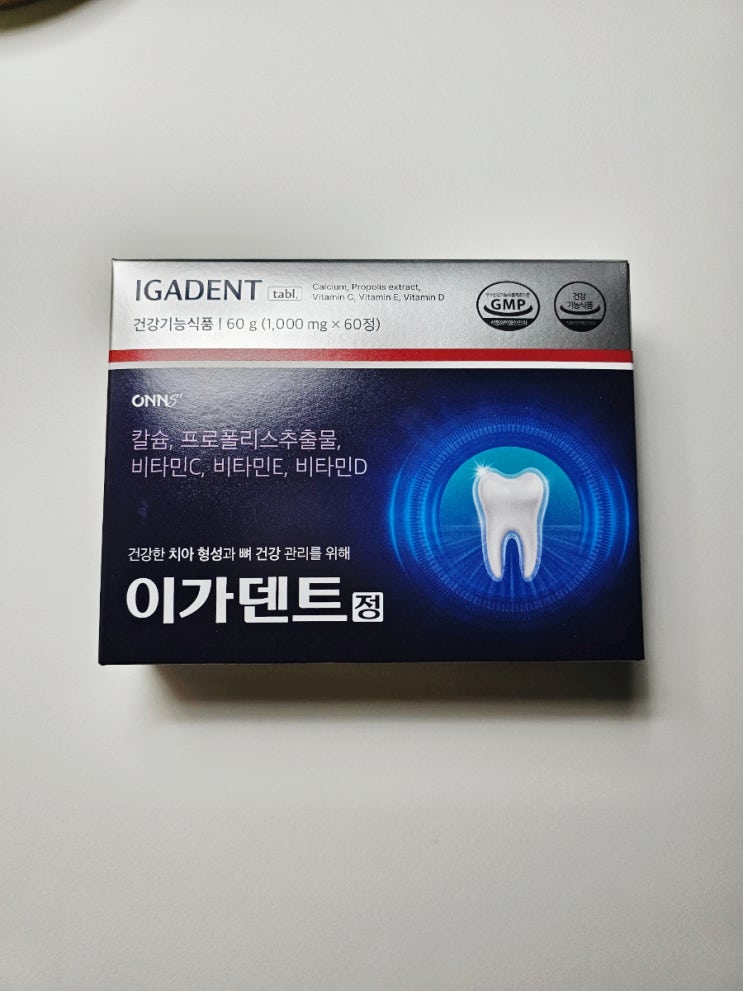 IGADENT tabl.
Calcium, Propolis extract,
Vitamin C, Vitamin E, Vitamin D
건강기능식품 | 60 g (1,000 mg × 60정)
GMP
건강
기능식품
ONNS'
칼슘, 프로폴리스추출물,
비타민C, 비타민E, 비타민D
건강한 치아 형성과 뼈 건강 관리를 위해
이가덴트정